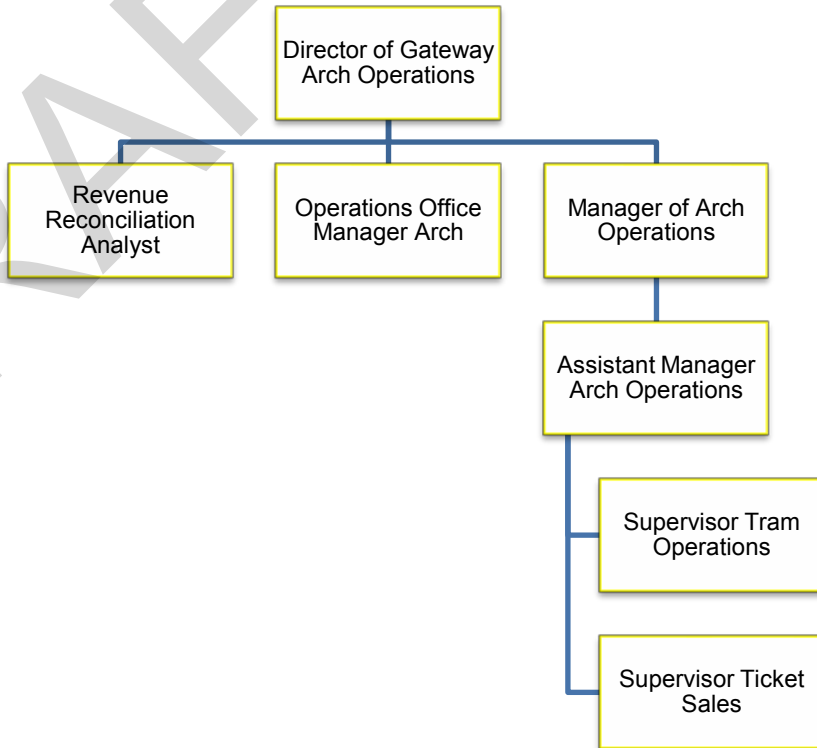 Director of Gateway
Arch Operations
Revenue
Reconciliation
Analyst
Operations Office
Manager Arch
Manager of Arch
Operations
Assistant Manager
Arch Operations
Supervisor Tram
Operations
Supervisor Ticket
Sales